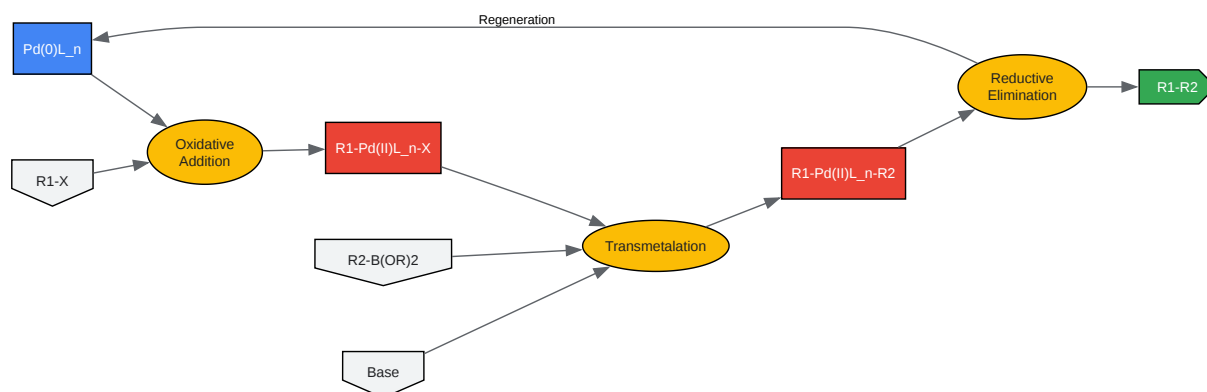 Regeneration
Pd(0)L_n
Oxidative
Addition
R1-X
R1-Pd(II)L_n-X
R2-B(OR)2
Base
Transmetalation
R1-Pd(II)L_n-R2
Reductive
Elimination
R1-R2